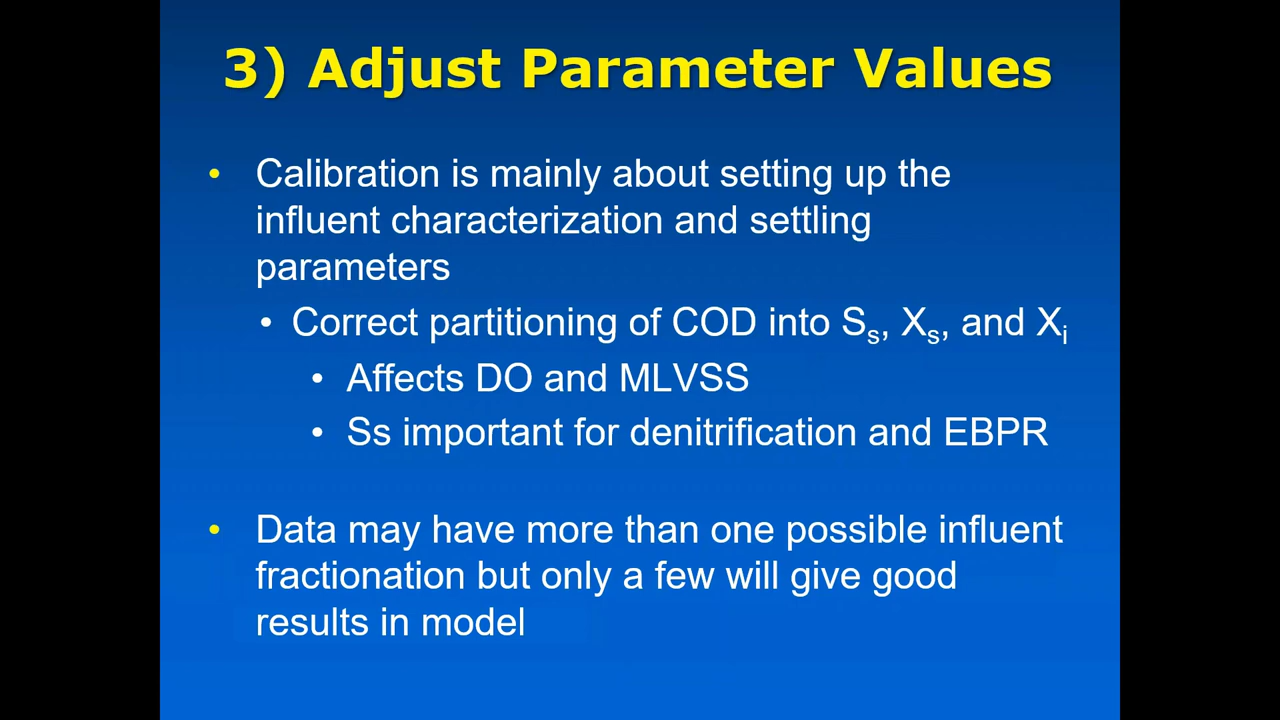 3) Adjust Parameter Values
• Calibration is mainly about setting up the
influent characterization and settling
parameters
• Correct partitioning of COD into Ss, Xs, and Xi
• Affects DO and MLVSS
• Ss important for denitrification and EBPR
• Data may have more than one possible influent
fractionation but only a few will give good
results in model